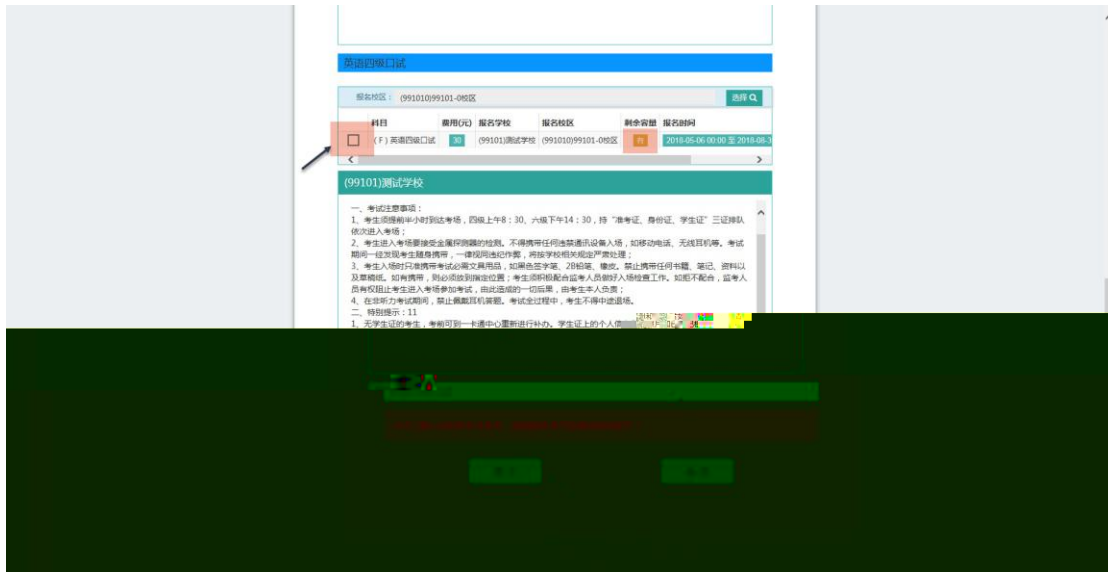 英语四级口试
报名校区： (991010)99101-0校区 选择
科目 费用(元) 报名学校 报名校区 剩余容量 报名时间
（F）英语四级口试 30 (99101)测试学校 (991010)99101-0校区 有 2018-05-06 00:00 至 2018-08-3
(99101)测试学校
一、考试注意事项：
1、考生须提前半小时到达考场，四级上午8：30、六级下午14：30，持“准考证、身份证、学生证”三证排队
依次进入考场；
2、考生进入考场要接受金属探测器的检测。不得携带任何违禁通讯设备入场，如移动电话、无线耳机等。考试
期间一经发现考生随身携带，一律视同违纪作弊，将按学校相关规定严肃处理；
3、考生入场时只准携带考试必需文具用品，如黑色签字笔、2B铅笔、橡皮。禁止携带任何书籍、笔记、资料以
及草稿纸。如有携带，则必须放到指定位置；考生须积极配合监考人员做好入场检查工作。如拒不配合，监考人
员有权阻止考生进入考场参加考试，由此造成的一切后果，由考生本人负责；
4、在非听力考试期间，禁止佩戴耳机答题。考试全过程中，考生不得中途退场。
二、特别提示：11
1、无学生证的考生，考前可到一卡通中心重新进行补办。学生证上的个人信